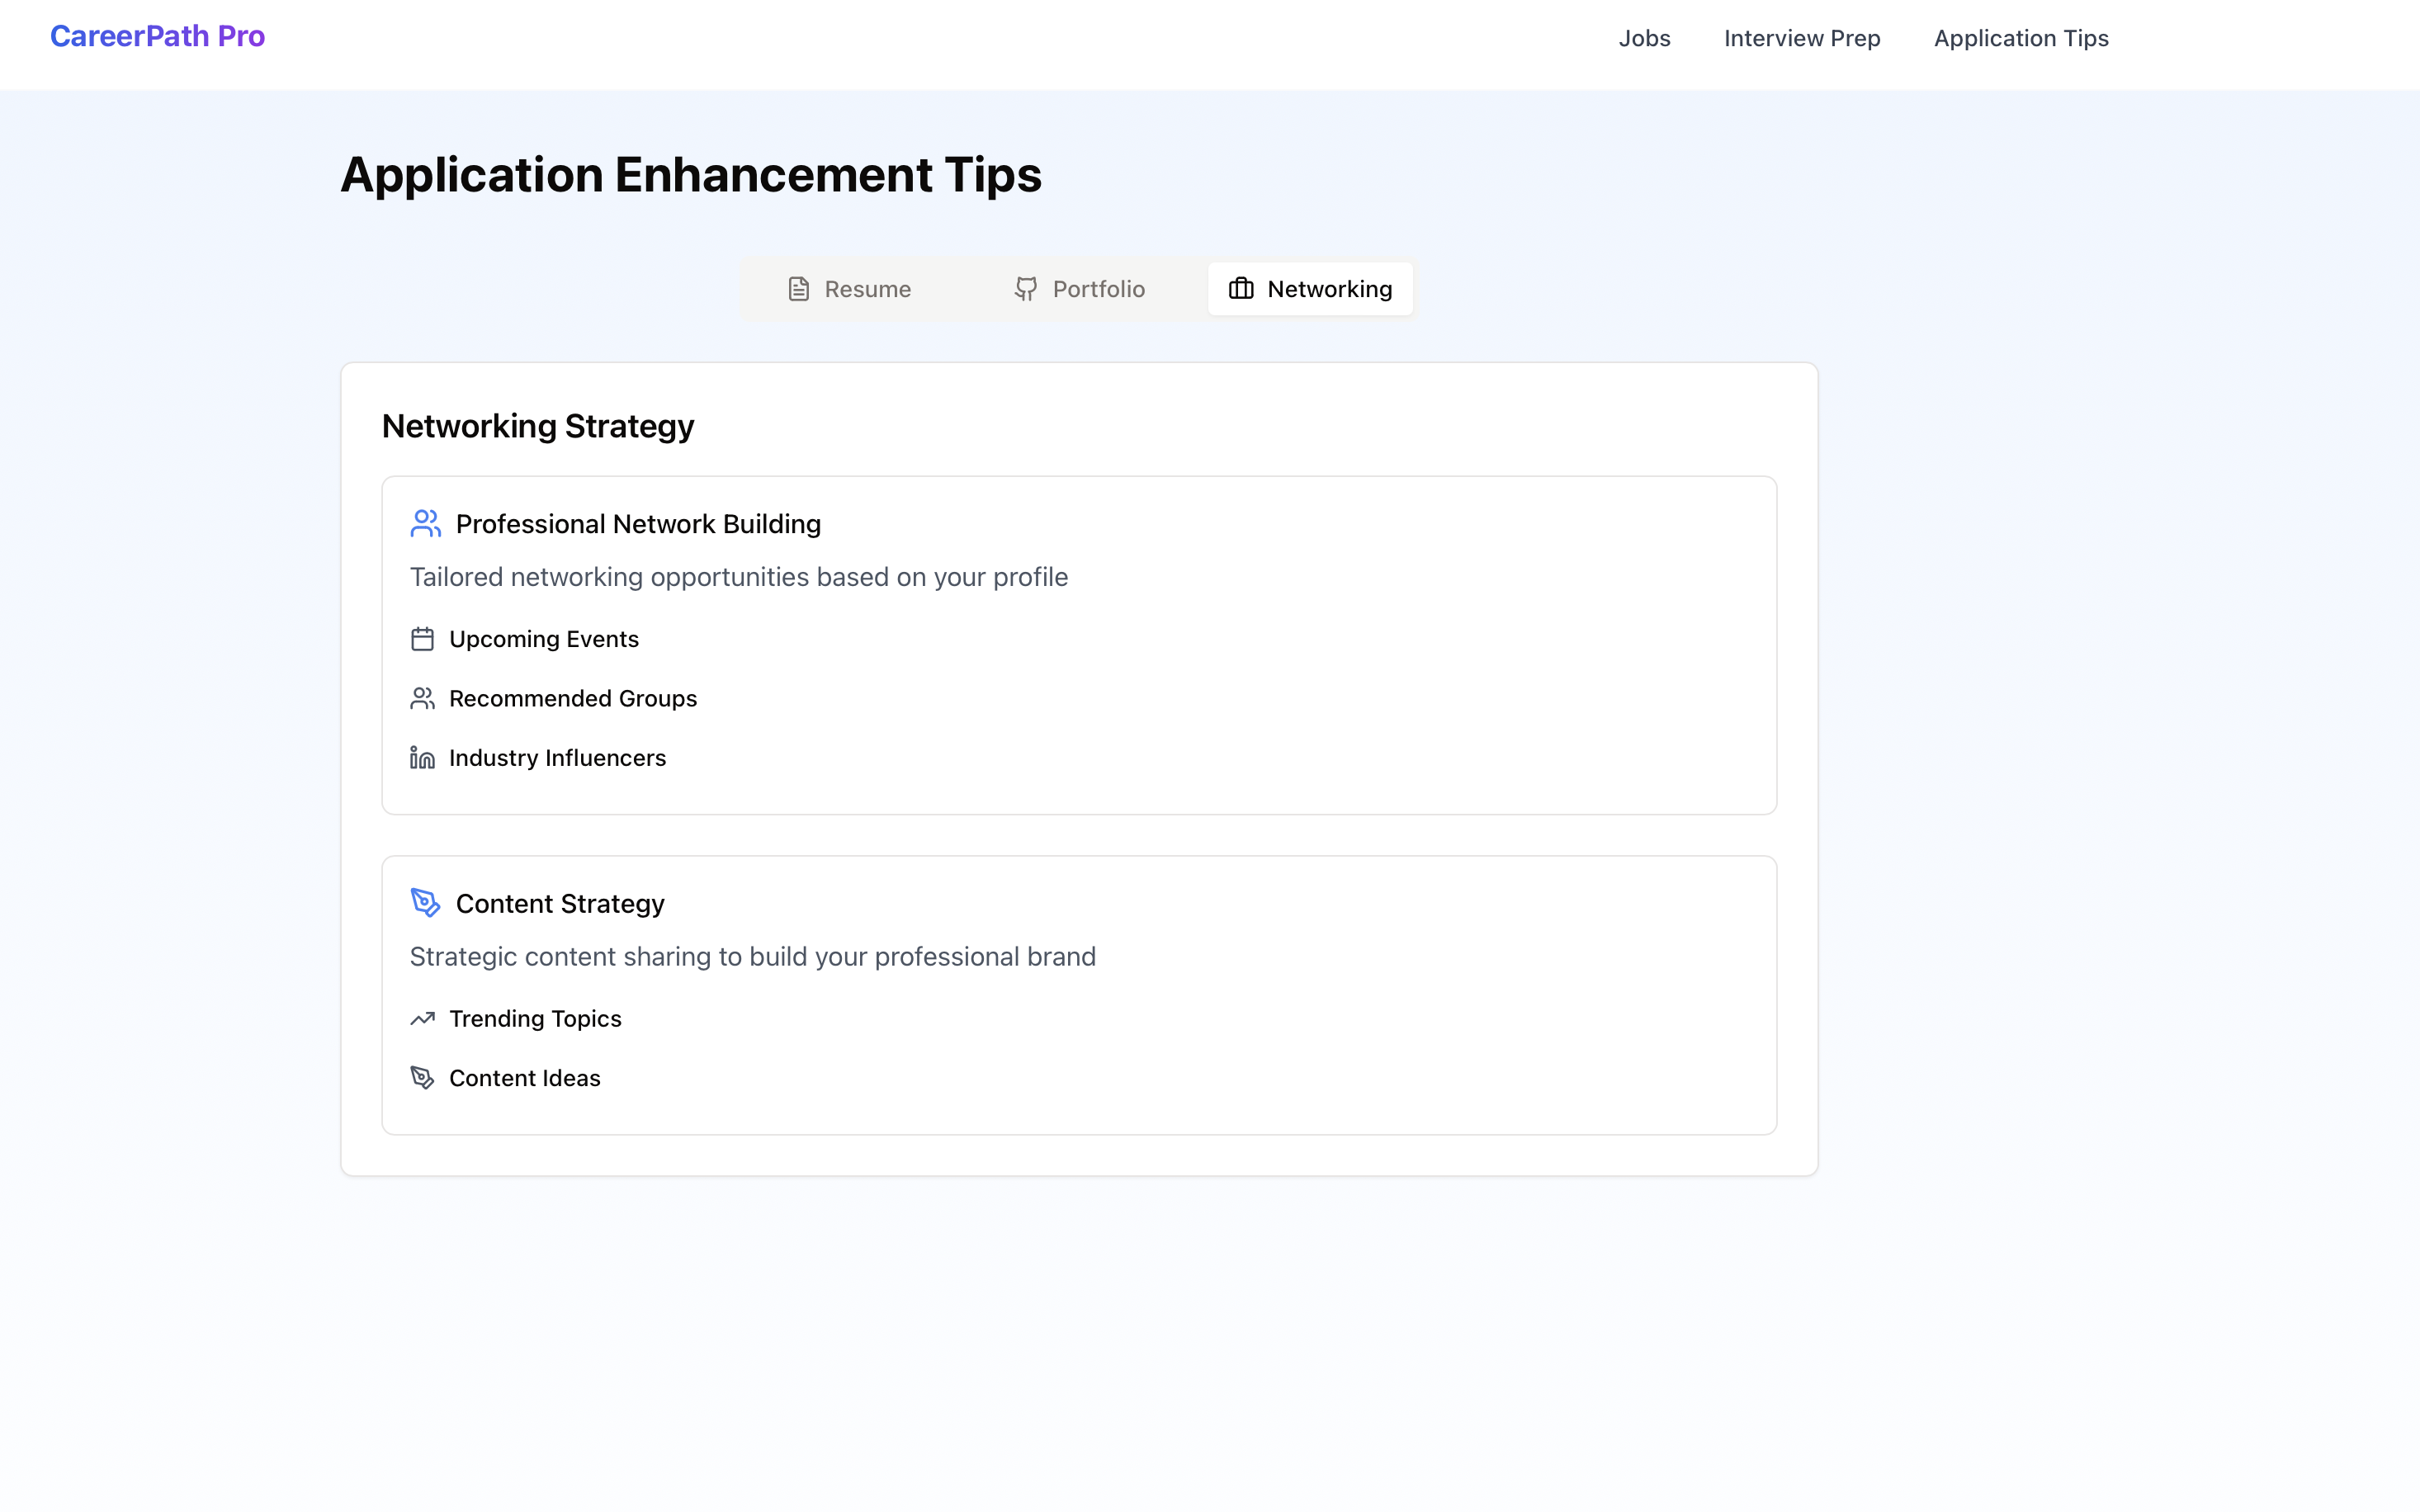 CareerPath Pro
Jobs
Interview Prep
Application Tips
Application Enhancement Tips
Resume
Portfolio
Networking
Networking Strategy
Professional Network Building
Tailored networking opportunities based on your profile
Upcoming Events
Recommended Groups
Industry Influencers
Content Strategy
Strategic content sharing to build your professional brand
Trending Topics
Content Ideas